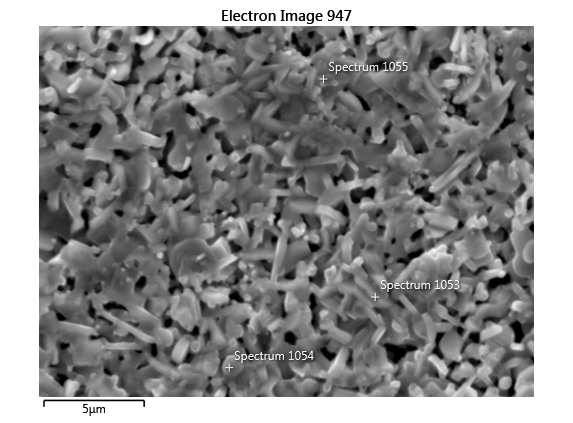 Electron Image 947
Spectrum 1055
Spectrum 1053
Spectrum 1054
5µm